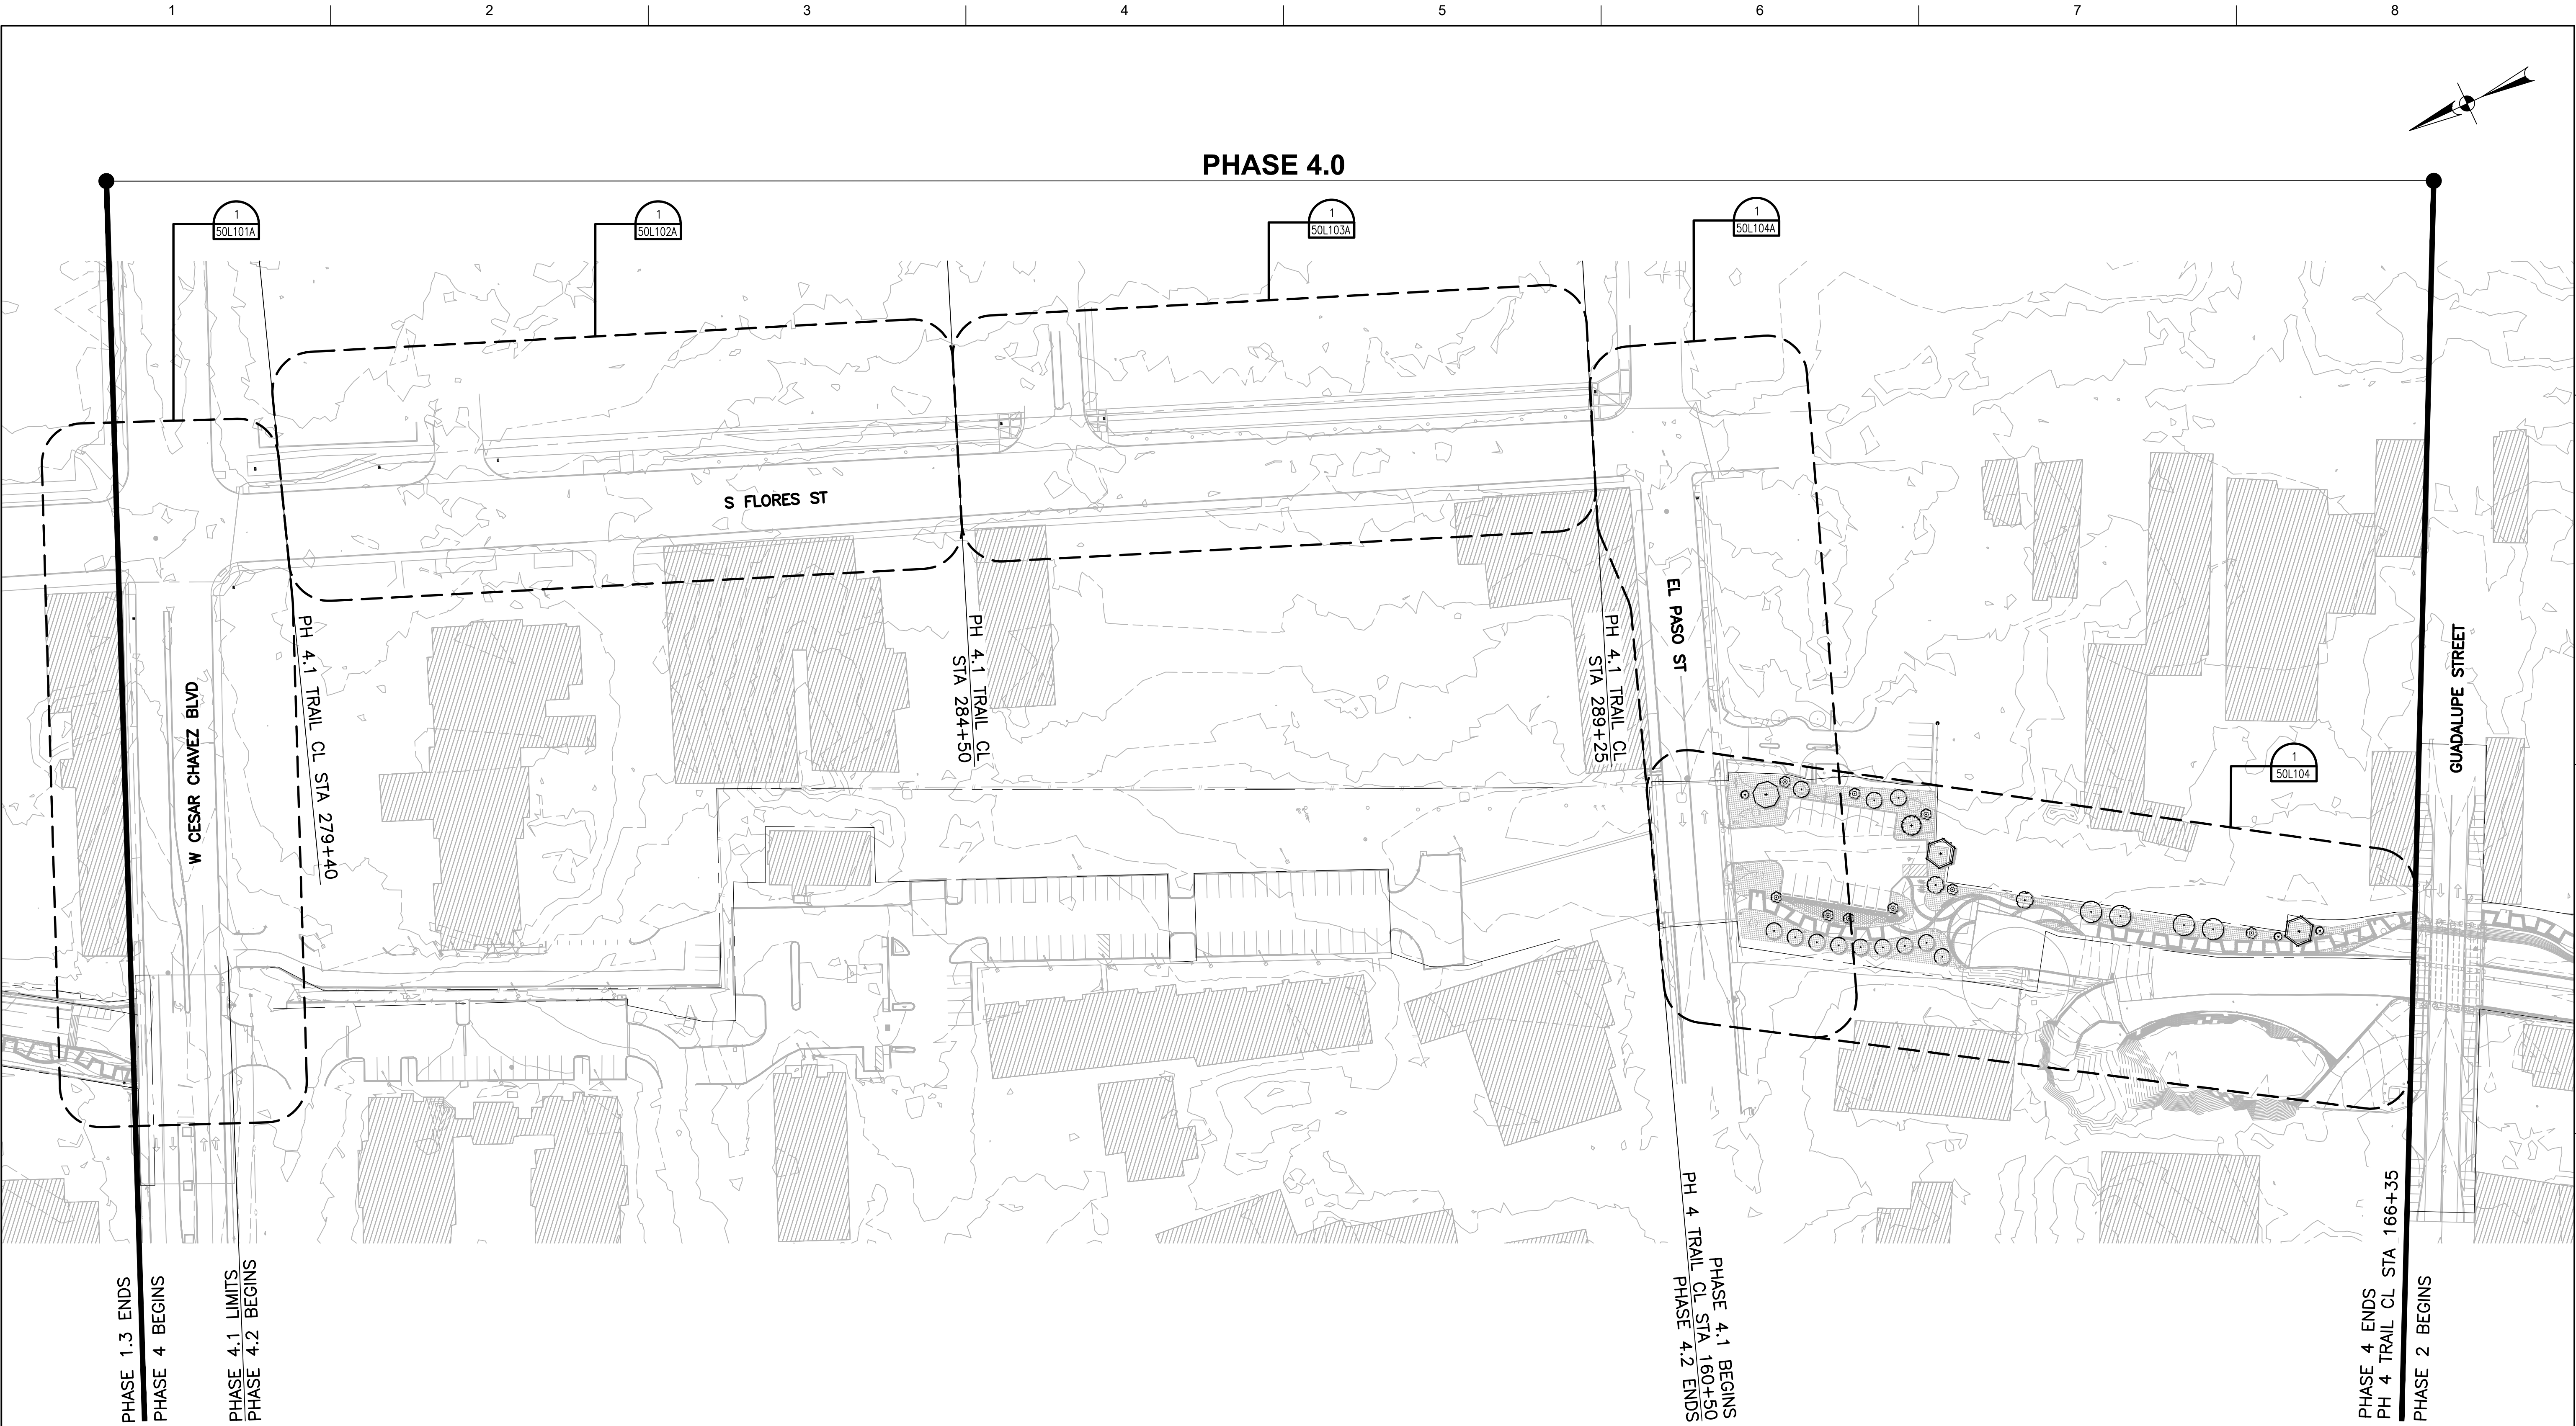 1
2
3
4
5
6
7
8
PHASE 4.0
1
50L101A
1
50L102A
1
50L103A
1
50L104A
S FLORES ST
W CESAR CHAVEZ BLVD
PH 4.1 TRAIL CL STA 279+40
PH 4.1 TRAIL CL
STA 284+50
PH 4.1 TRAIL CL
STA 289+25
EL PASO ST
GUADALUPE STREET
1
50L104
PHASE 1.3 ENDS
PHASE 4 BEGINS
PHASE 4.1 LIMITS
PHASE 4.2 BEGINS
PHASE 4.1 BEGINS
PH 4 TRAIL CL STA 160+50
PHASE 4.2 ENDS
PHASE 4 ENDS
PH 4 TRAIL CL STA 166+35
PHASE 2 BEGINS